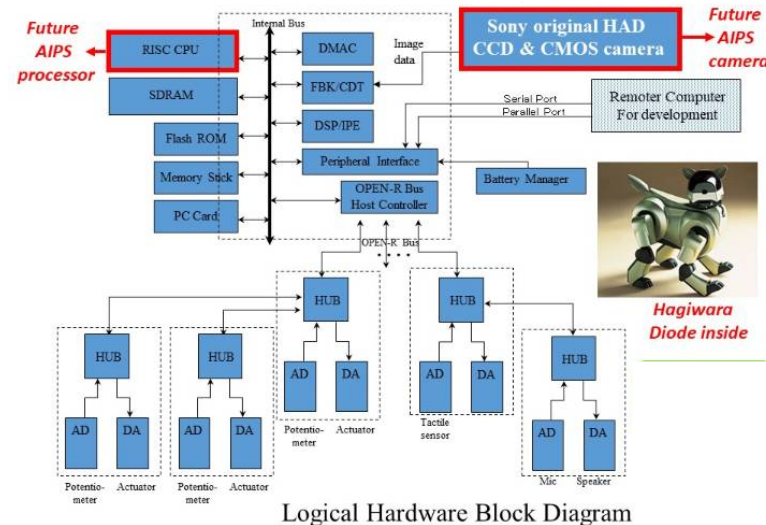 Future
AIPS
processor
RISC CPU
SDRAM
Flash ROM
Memory Stick
PC Card
Internal Bus
DMAC
FBK/CDT
DSP/IPE
Peripheral Interface
OPEN-R Bus
Host Controller
Image
data
Sony original HAD
CCD & CMOS camera
Future
AIPS
camera
Serial Port
Parallel Port
Remoter Computer
For development
Battery Manager
OPEN-R Bus
Hagiwara
Diode inside
HUB
AD
DA
Potentio-
meter
Actuator
HUB
AD
DA
Potentio-
meter
Actuator
HUB
AD
DA
Potentio-
meter
Actuator
HUB
AD
DA
Tactile
sensor
HUB
AD
DA
Mic
Speaker
Logical Hardware Block Diagram